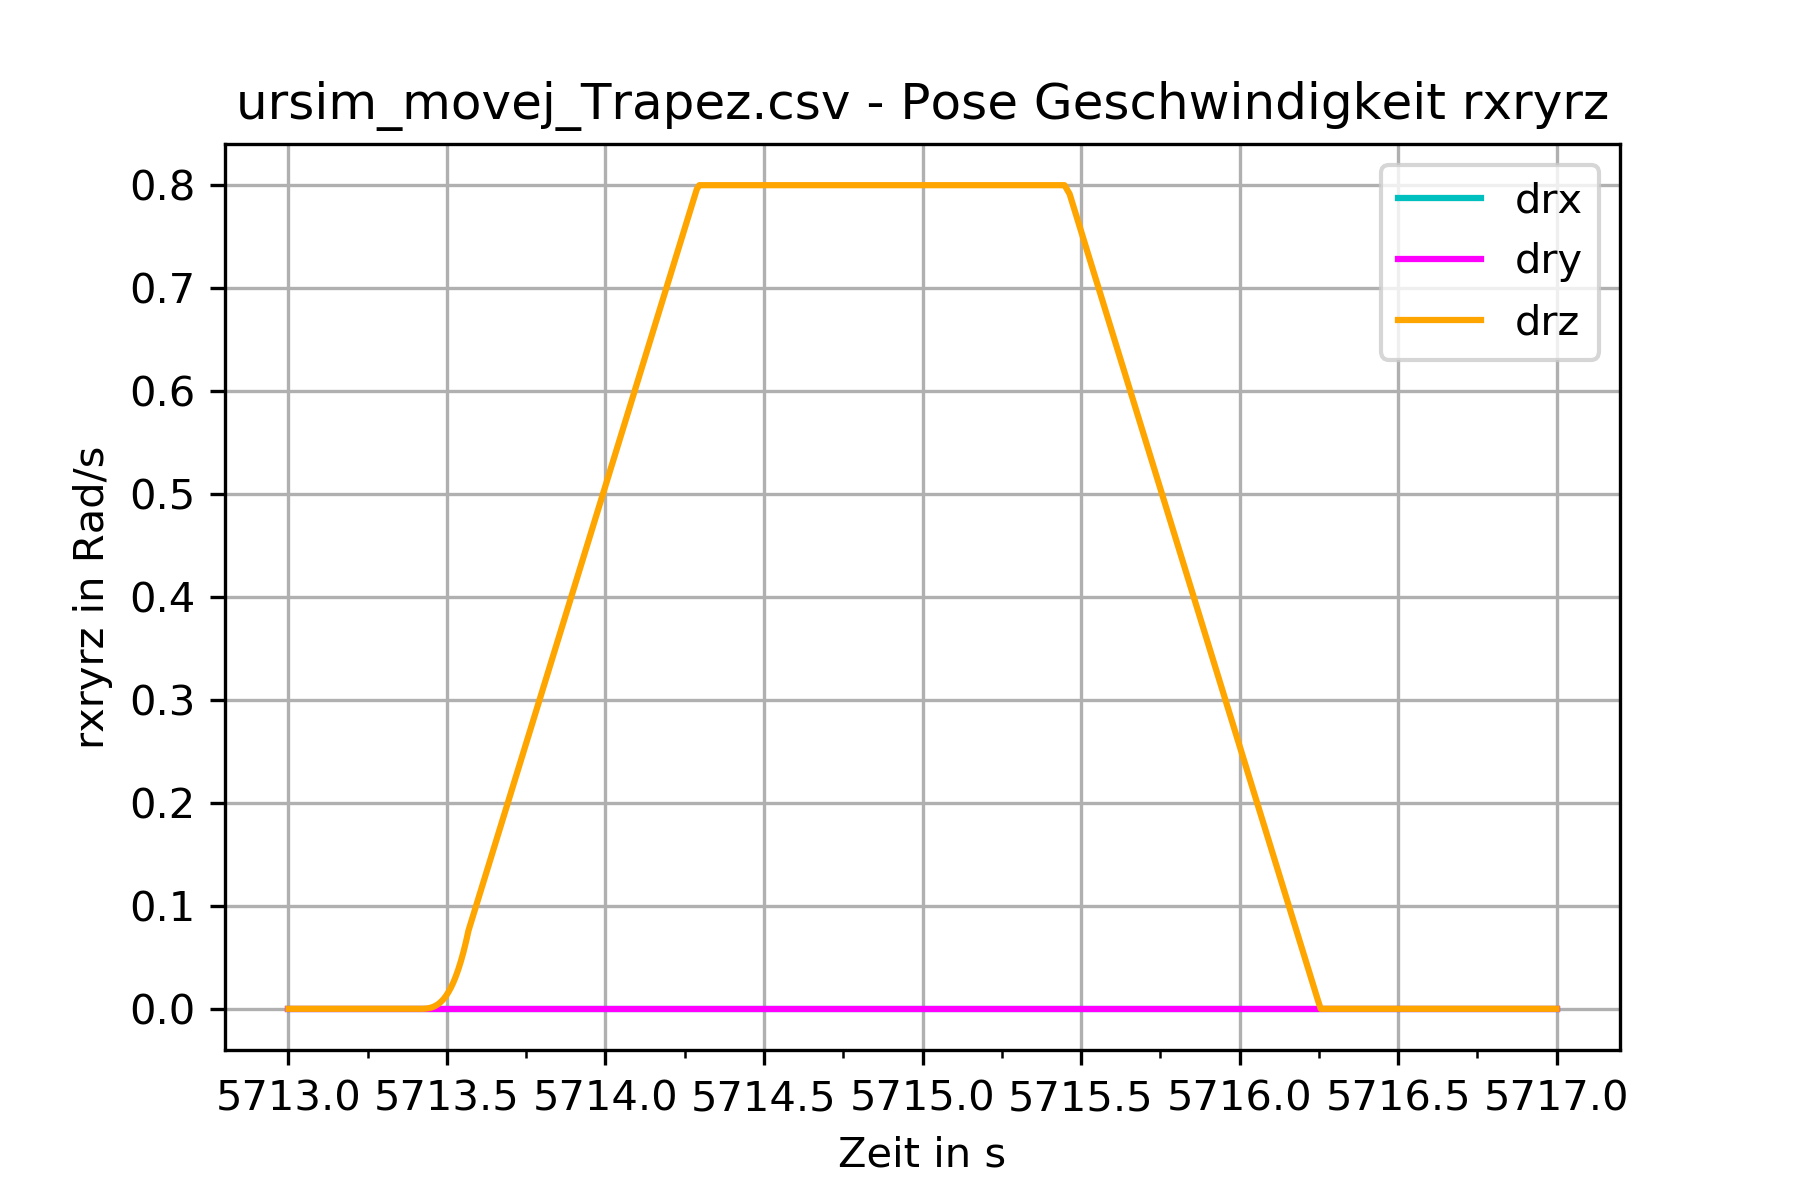 ursim_movej_Trapez.csv - Pose Geschwindigkeit rxryrz
drx
dry
drz
rxryrz in Rad/s
0.8
0.7
0.6
0.5
0.4
0.3
0.2
0.1
0.0
5713.0 5713.5 5714.0 5714.5 5715.0 5715.5 5716.0 5716.5 5717.0
Zeit in s